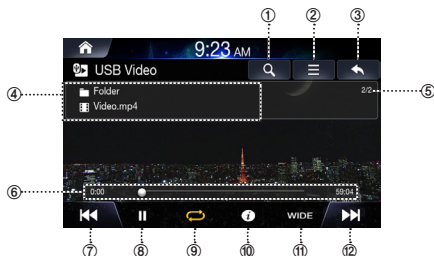 ① ② ③
9:23 AM
USB Video
④ Folder 2/2 ⑤
Video.mp4
⑥ 0:00 59:04
i WIDE
⑦ ⑧ ⑨ ⑩ ⑪ ⑫